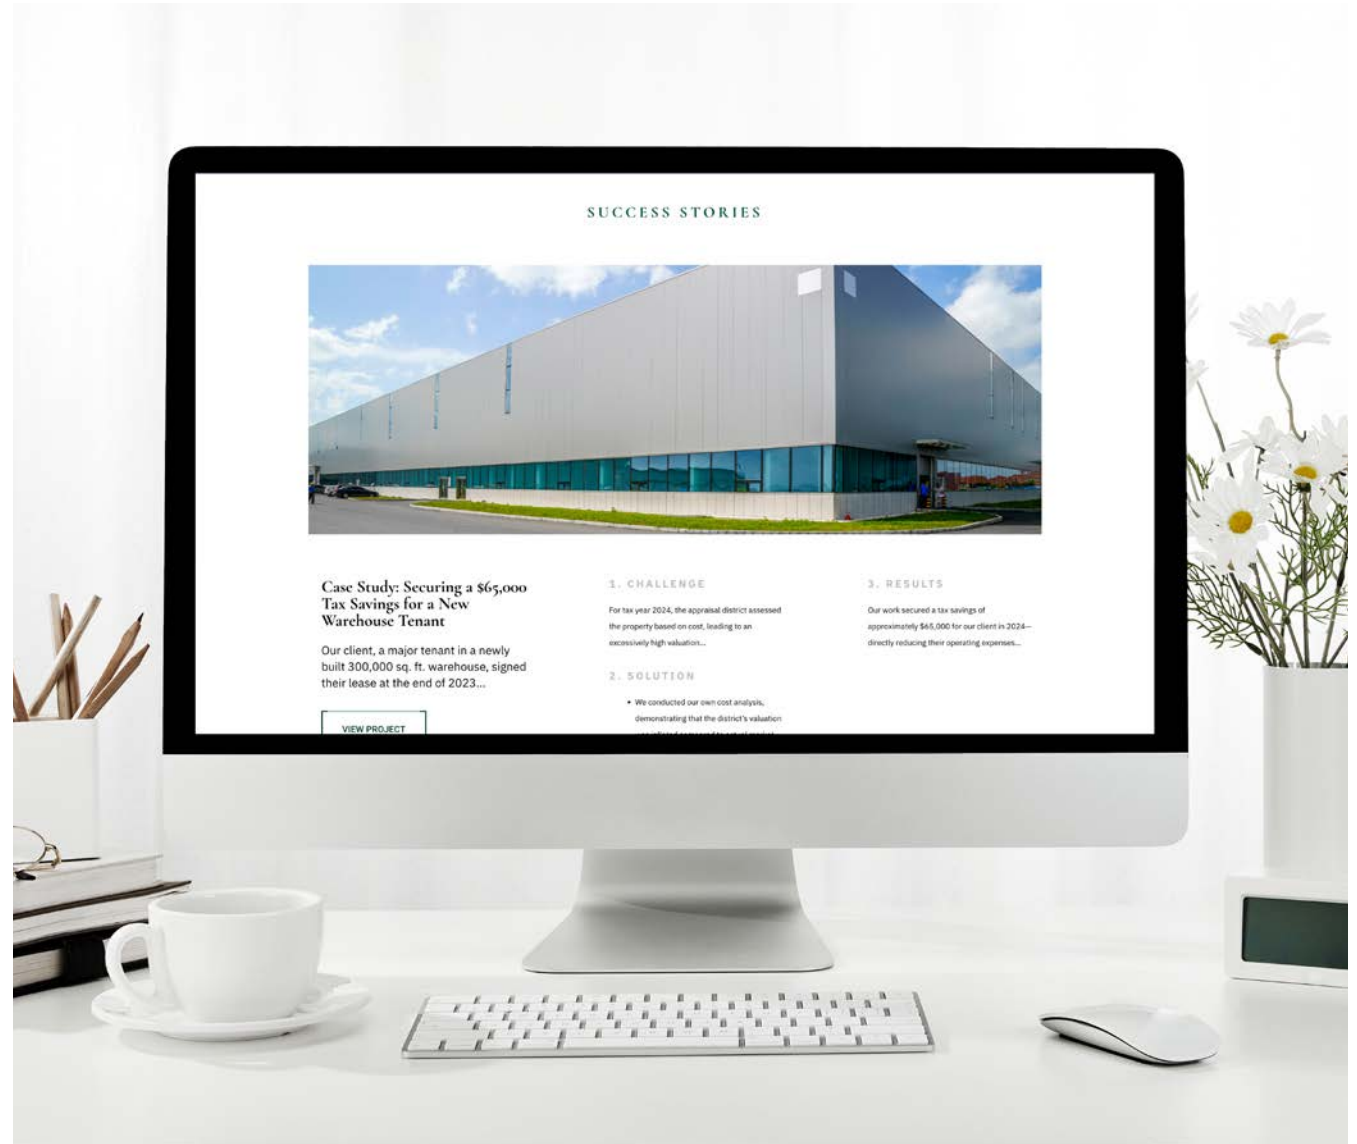 SUCCESS STORIES
Case Study: Securing a $65,000
Tax Savings for a New
Warehouse Tenant
Our client, a major tenant in a newly
built 300,000 sq. ft. warehouse, signed
their lease at the end of 2023...
VIEW PROJECT
1. CHALLENGE
For tax year 2024, the appraisal district assessed
the property based on cost, leading to an
excessively high valuation...
2. SOLUTION
• We conducted our own cost analysis,
demonstrating that the district's valuation
3. RESULTS
Our work secured a tax savings of
approximately $65,000 for our client in 2024—
directly reducing their operating expenses...